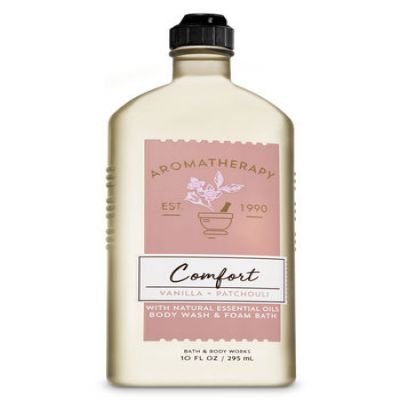 AROMATHERAPY
EST. 1990
Comfort
VANILLA + PATCHOULI
WITH NATURAL ESSENTIAL OILS
BODY WASH & FOAM BATH
BATH & BODY WORKS
10 FL OZ / 295 mL